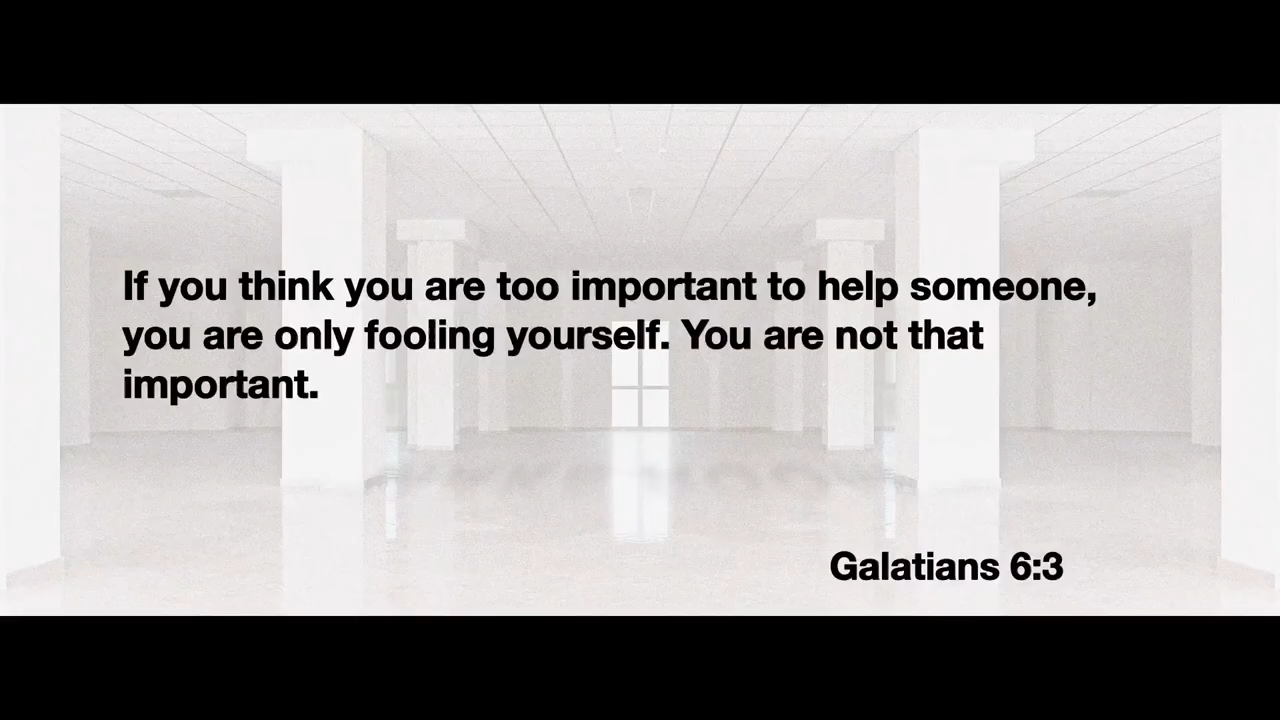 If you think you are too important to help someone,
you are only fooling yourself. You are not that
important.
Galatians 6:3